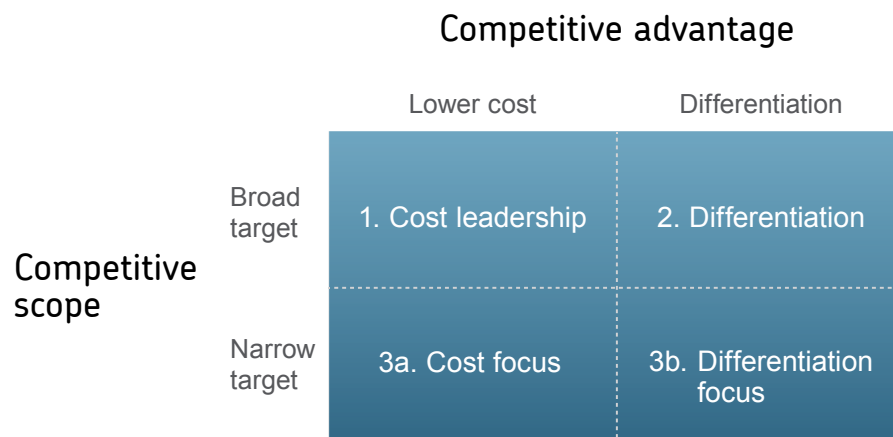 Competitive advantage
Lower cost
Differentiation
Broad
target
1. Cost leadership
2. Differentiation
Competitive
scope
Narrow
target
3a. Cost focus
3b. Differentiation
focus